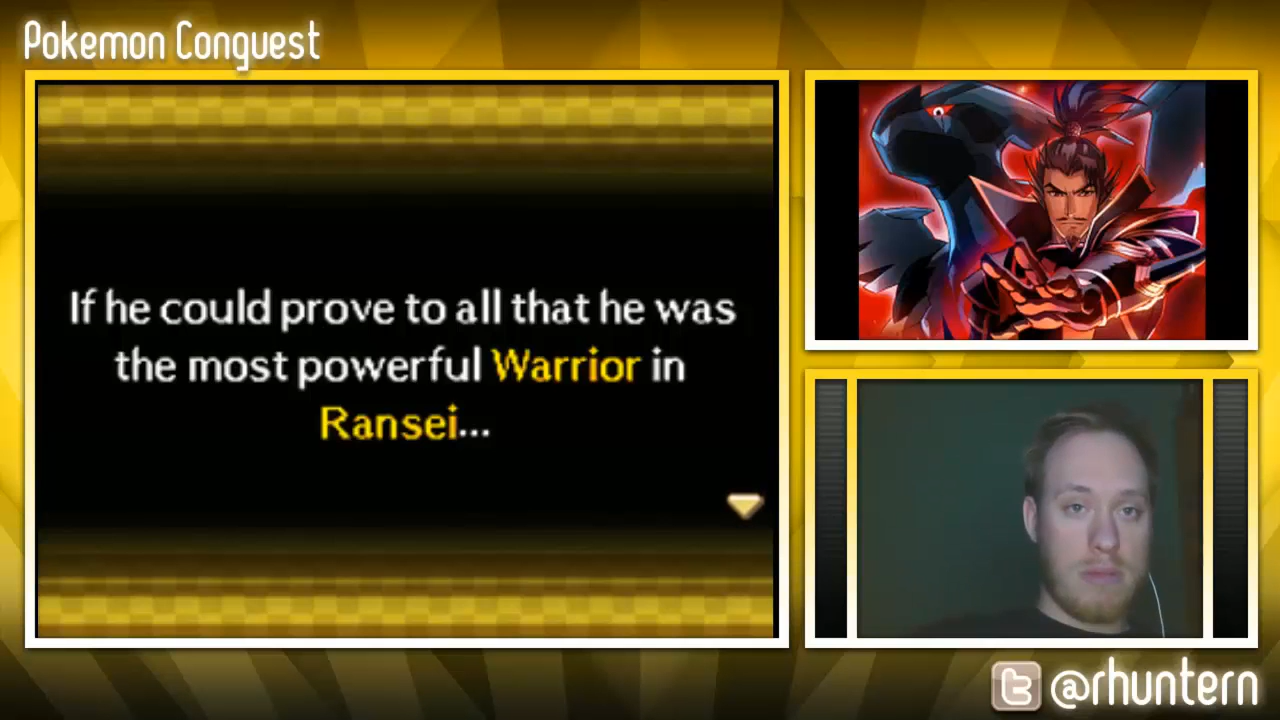 Pokemon Conquest
If he could prove to all that he was
the most powerful Warrior in
Ransei...
@rhuntern